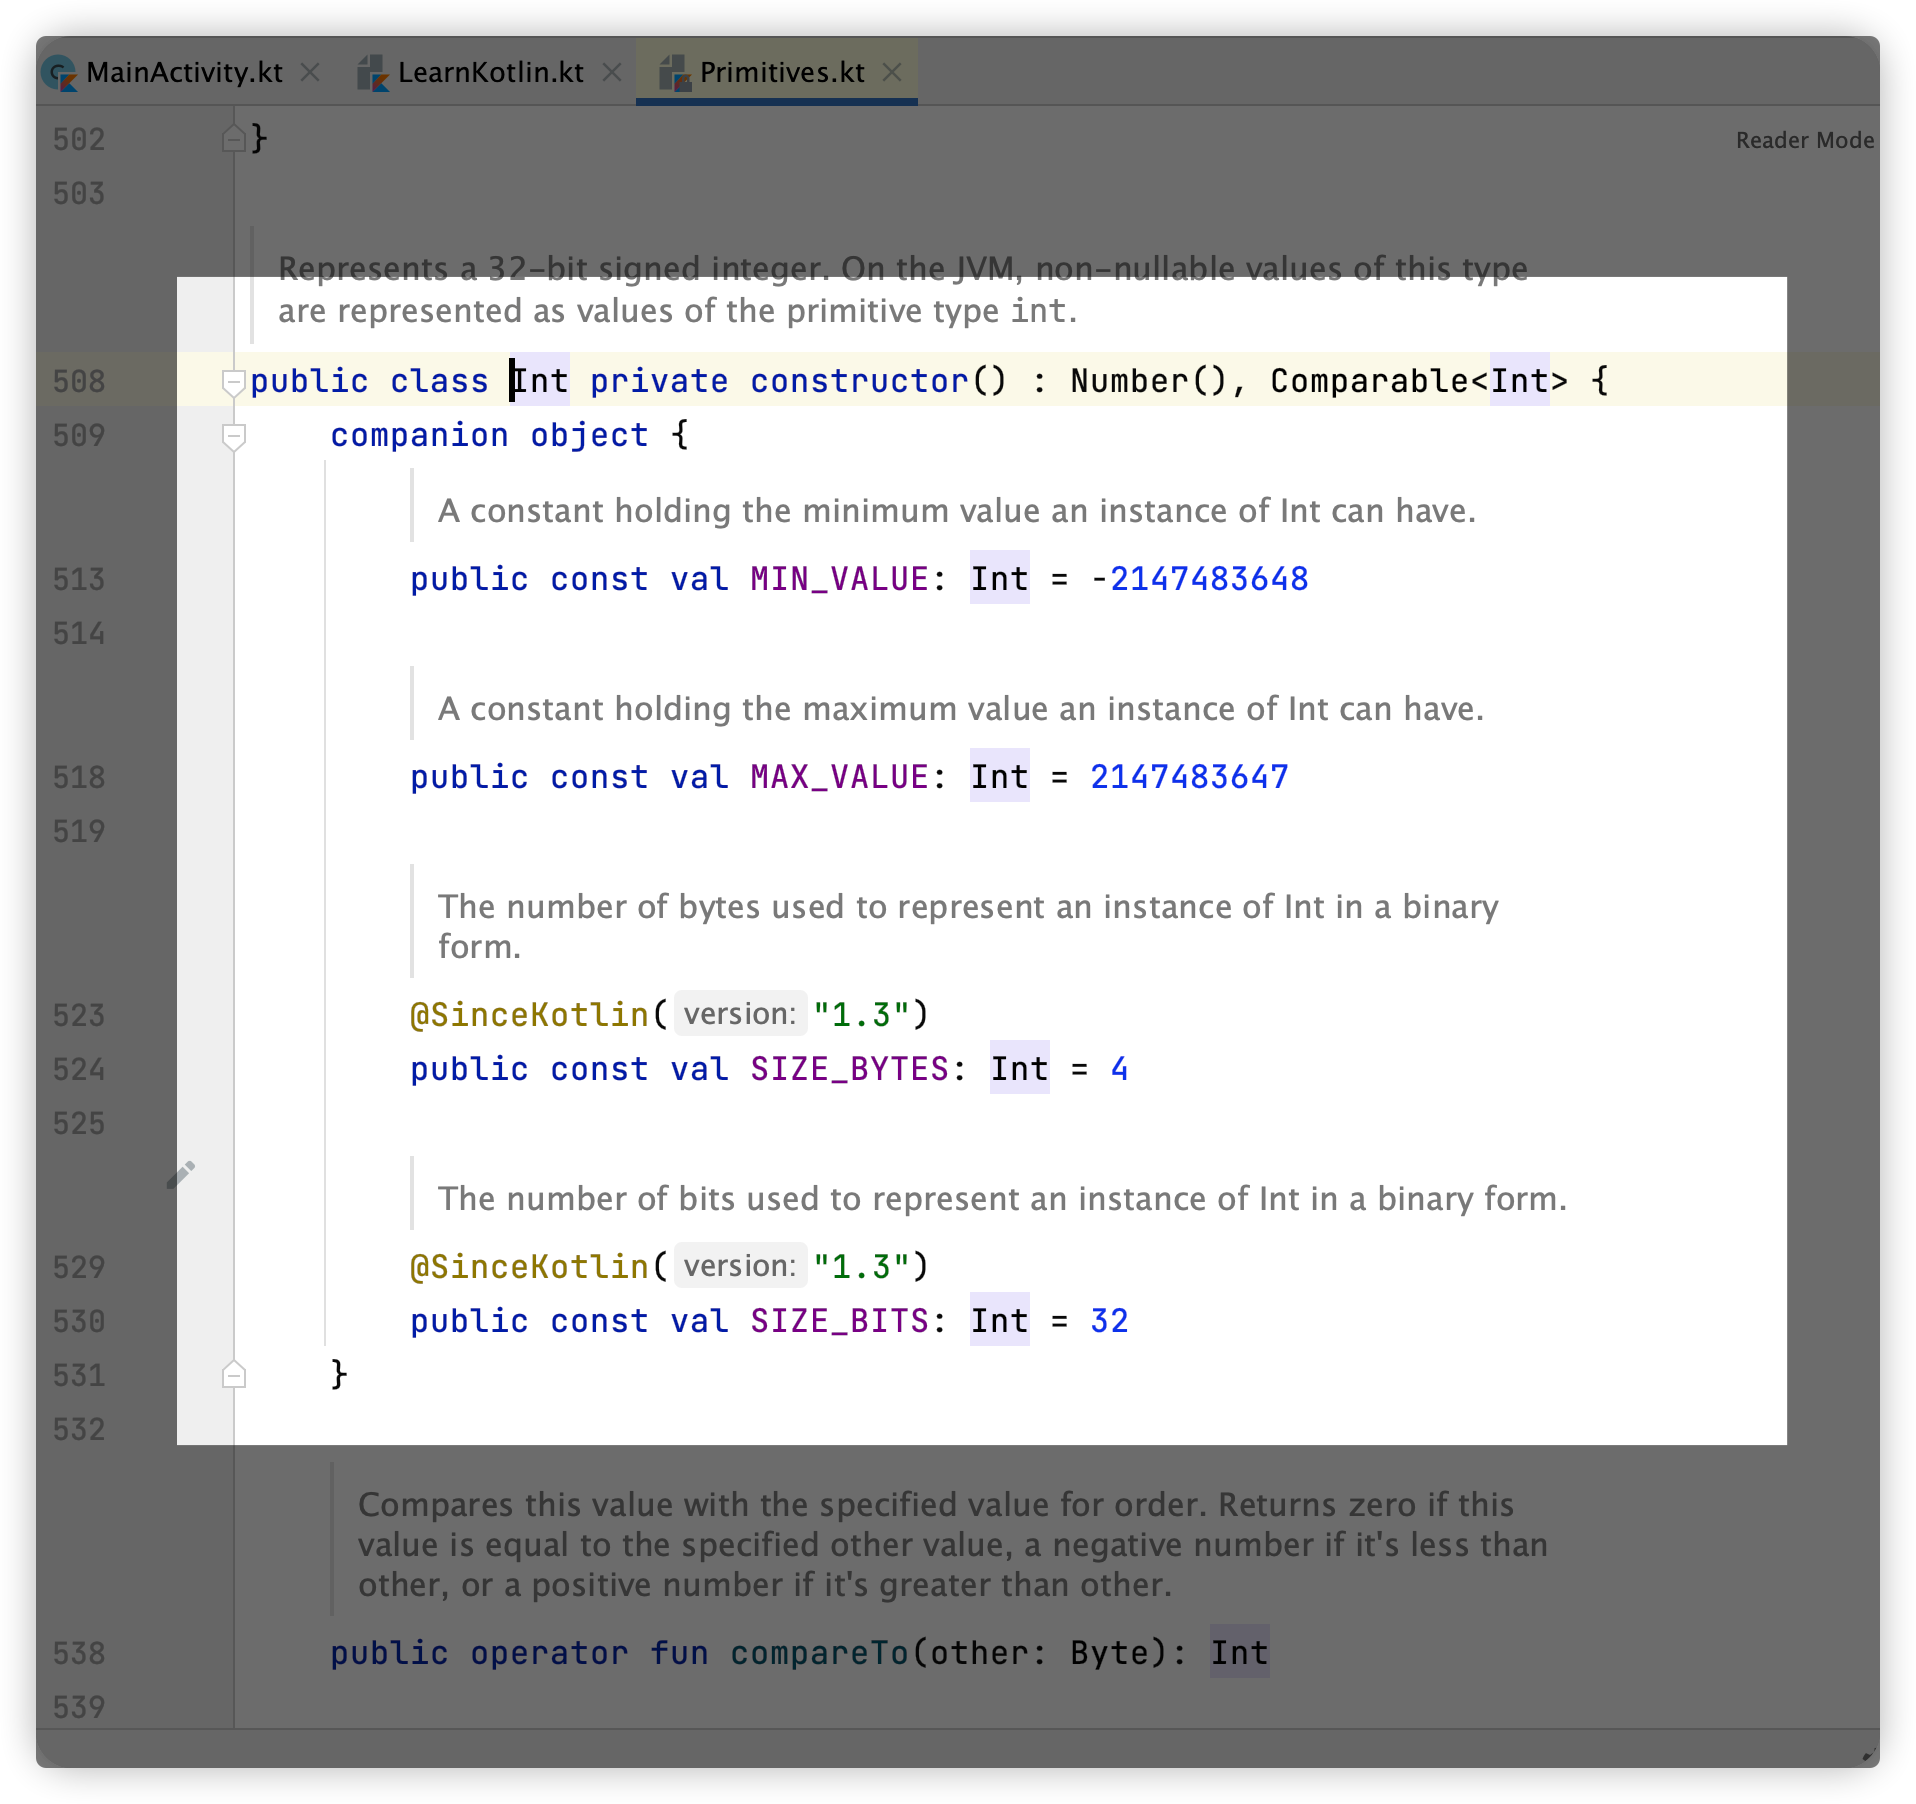 MainActivity.kt LearnKotlin.kt Primitives.kt
502 }
Reader Mode
503
Represents a 32-bit signed integer. On the JVM, non-nullable values of this type
are represented as values of the primitive type int.
508 public class Int private constructor() : Number(), Comparable<Int> {
509 companion object {
A constant holding the minimum value an instance of Int can have.
513 public const val MIN_VALUE: Int = -2147483648
514
A constant holding the maximum value an instance of Int can have.
518 public const val MAX_VALUE: Int = 2147483647
519
The number of bytes used to represent an instance of Int in a binary
form.
523 @SinceKotlin( version: "1.3")
524 public const val SIZE_BYTES: Int = 4
525
The number of bits used to represent an instance of Int in a binary form.
529 @SinceKotlin( version: "1.3")
530 public const val SIZE_BITS: Int = 32
531 }
532
Compares this value with the specified value for order. Returns zero if this
value is equal to the specified other value, a negative number if it's less than
other, or a positive number if it's greater than other.
538 public operator fun compareTo(other: Byte): Int
539